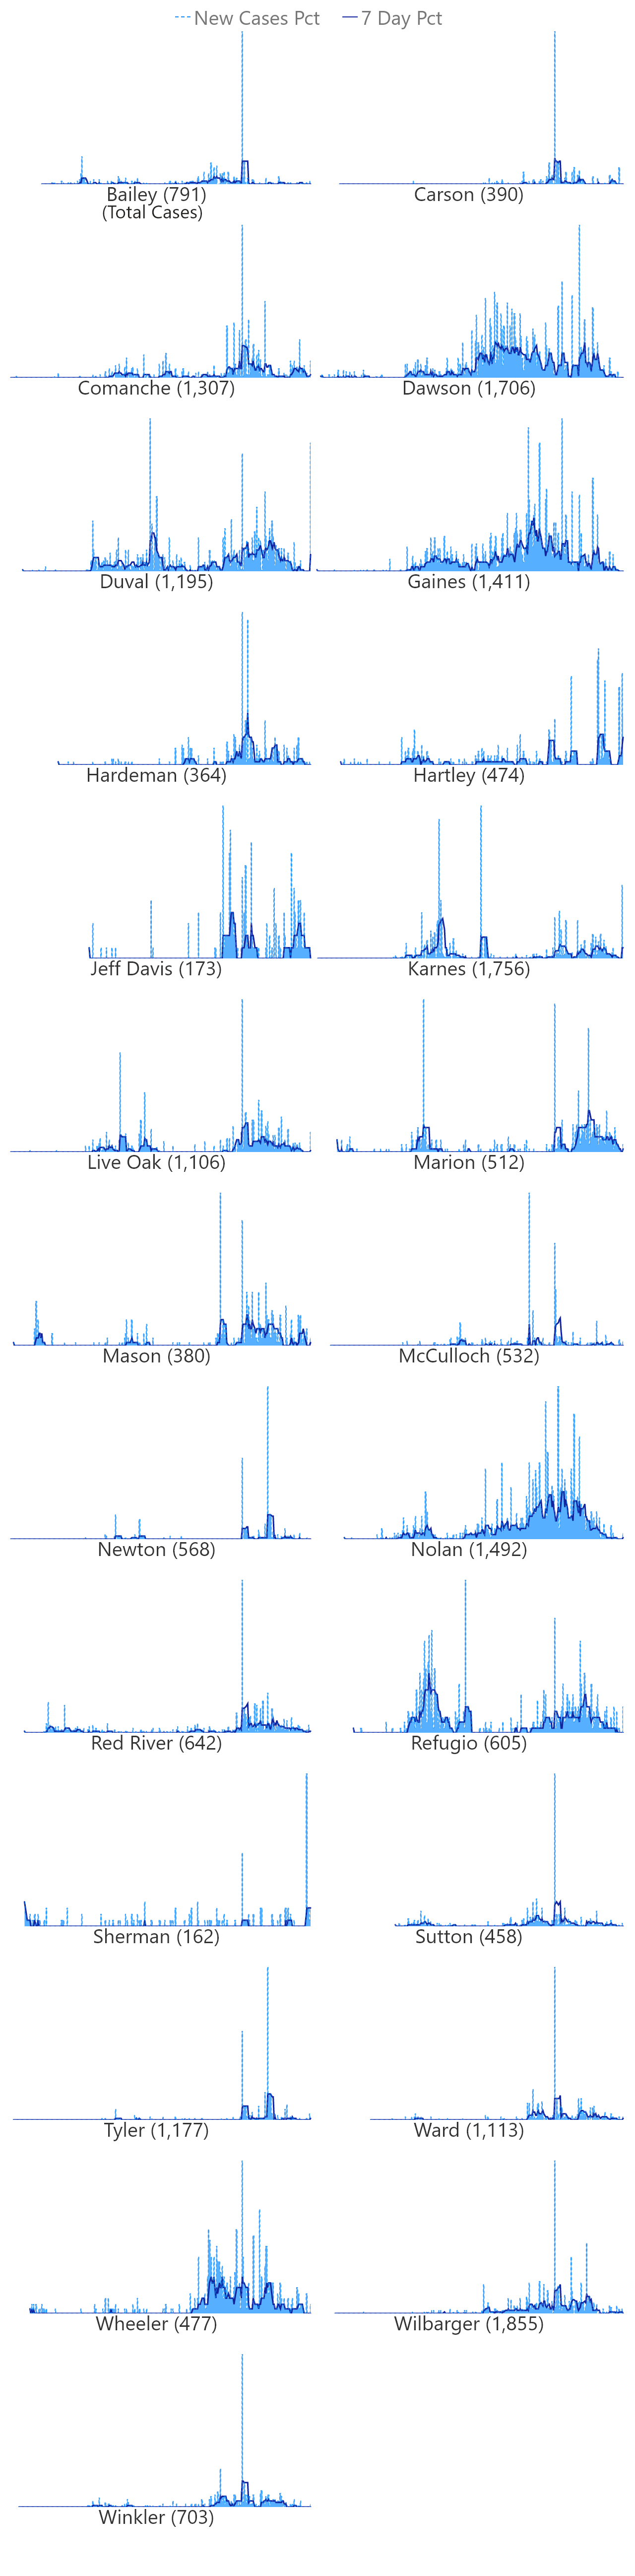 New Cases Pct 7 Day Pct
Bailey (791) Carson (390)
(Total Cases)
Comanche (1,307) Dawson (1,706)
Duval (1,195) Gaines (1,411)
Hardeman (364) Hartley (474)
Jeff Davis (173) Karnes (1,756)
Live Oak (1,106) Marion (512)
Mason (380) McCulloch (532)
Newton (568) Nolan (1,492)
Red River (642) Refugio (605)
Sherman (162) Sutton (458)
Tyler (1,177) Ward (1,113)
Wheeler (477) Wilbarger (1,855)
Winkler (703)